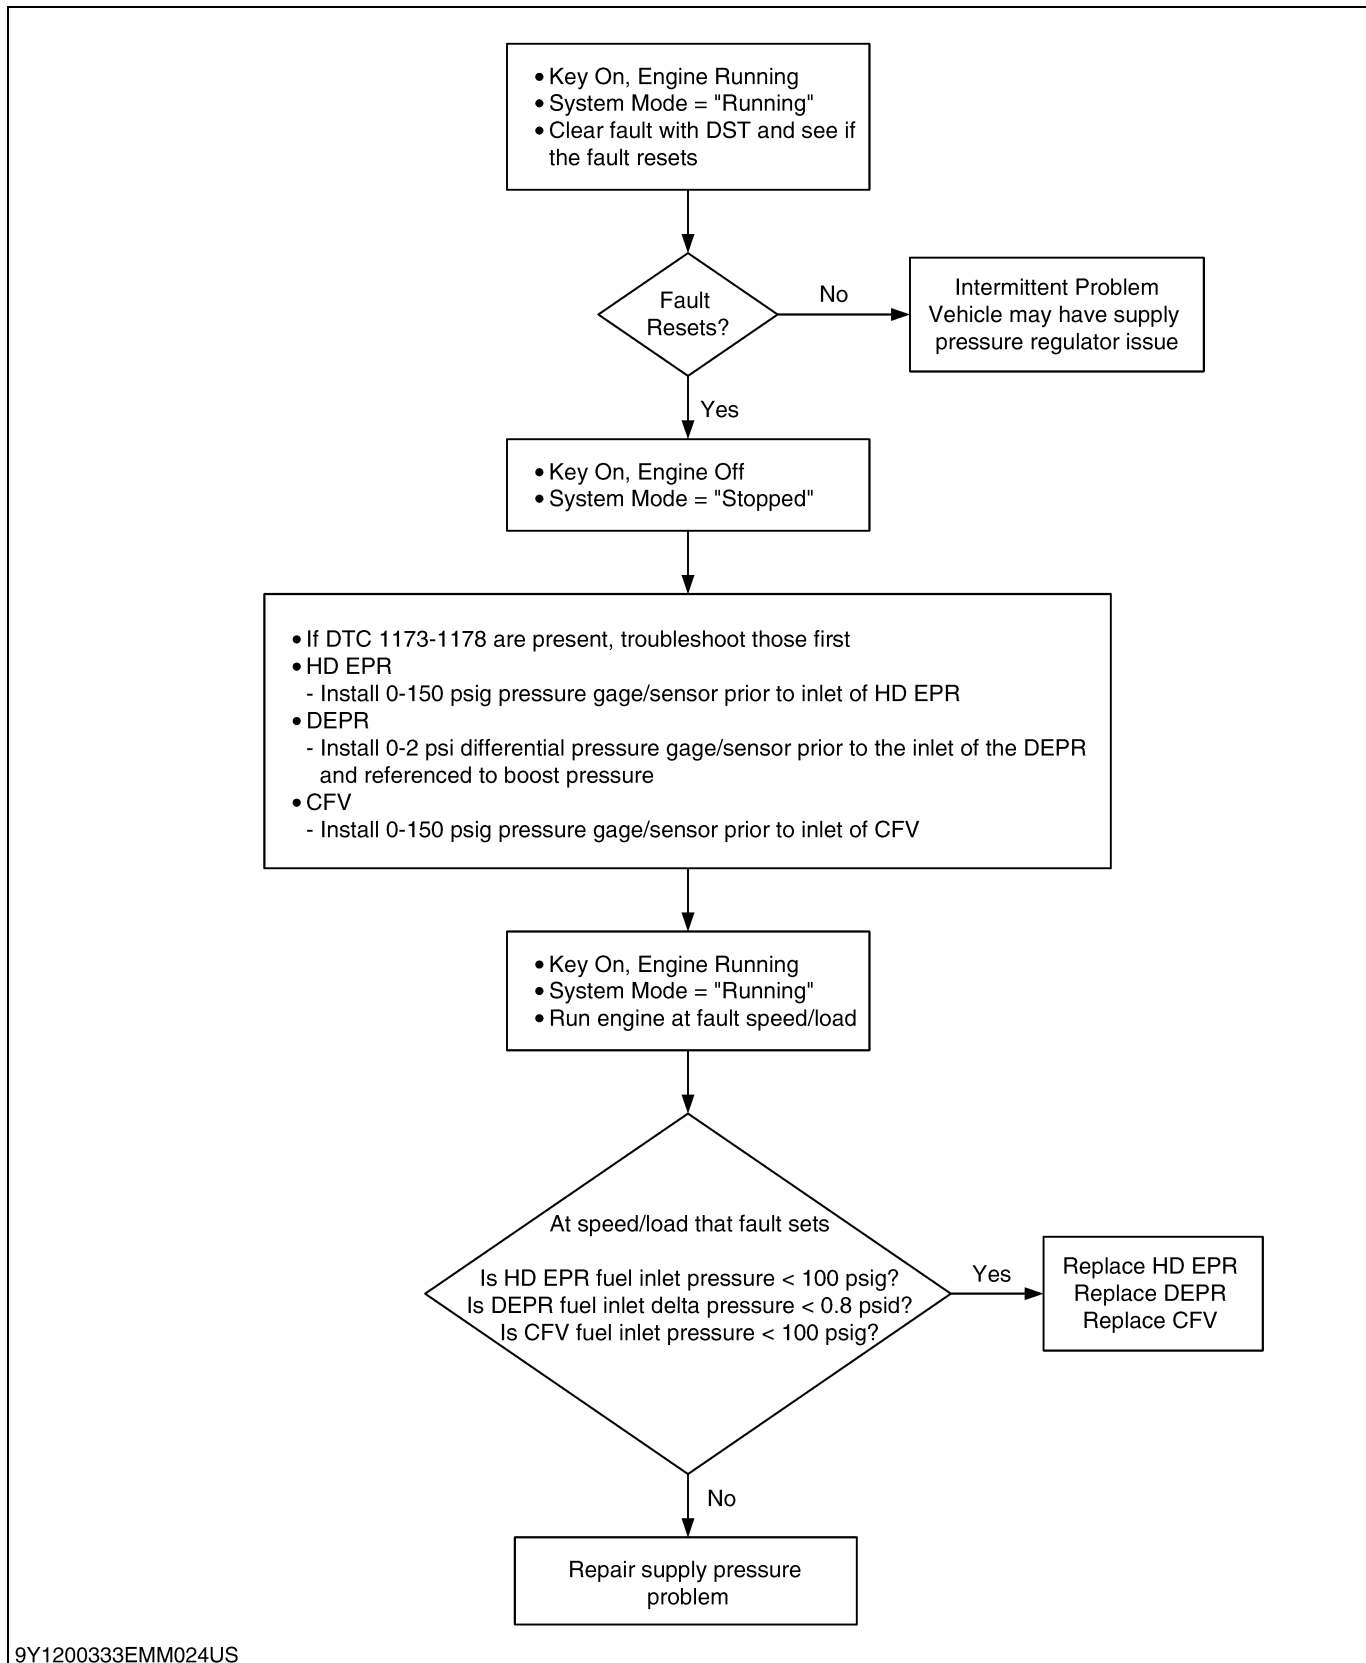 • Key On, Engine Running
• System Mode = "Running"
• Clear fault with DST and see if
the fault resets
Fault
Resets?
No
Intermittent Problem
Vehicle may have supply
pressure regulator issue
Yes
• Key On, Engine Off
• System Mode = "Stopped"
• If DTC 1173-1178 are present, troubleshoot those first
• HD EPR
- Install 0-150 psig pressure gage/sensor prior to inlet of HD EPR
• DEPR
- Install 0-2 psi differential pressure gage/sensor prior to the inlet of the DEPR
and referenced to boost pressure
• CFV
- Install 0-150 psig pressure gage/sensor prior to inlet of CFV
• Key On, Engine Running
• System Mode = "Running"
• Run engine at fault speed/load
At speed/load that fault sets
Is HD EPR fuel inlet pressure < 100 psig?
Is DEPR fuel inlet delta pressure < 0.8 psid?
Is CFV fuel inlet pressure < 100 psig?
Yes
Replace HD EPR
Replace DEPR
Replace CFV
No
Repair supply pressure
problem
9Y1200333EMM024US